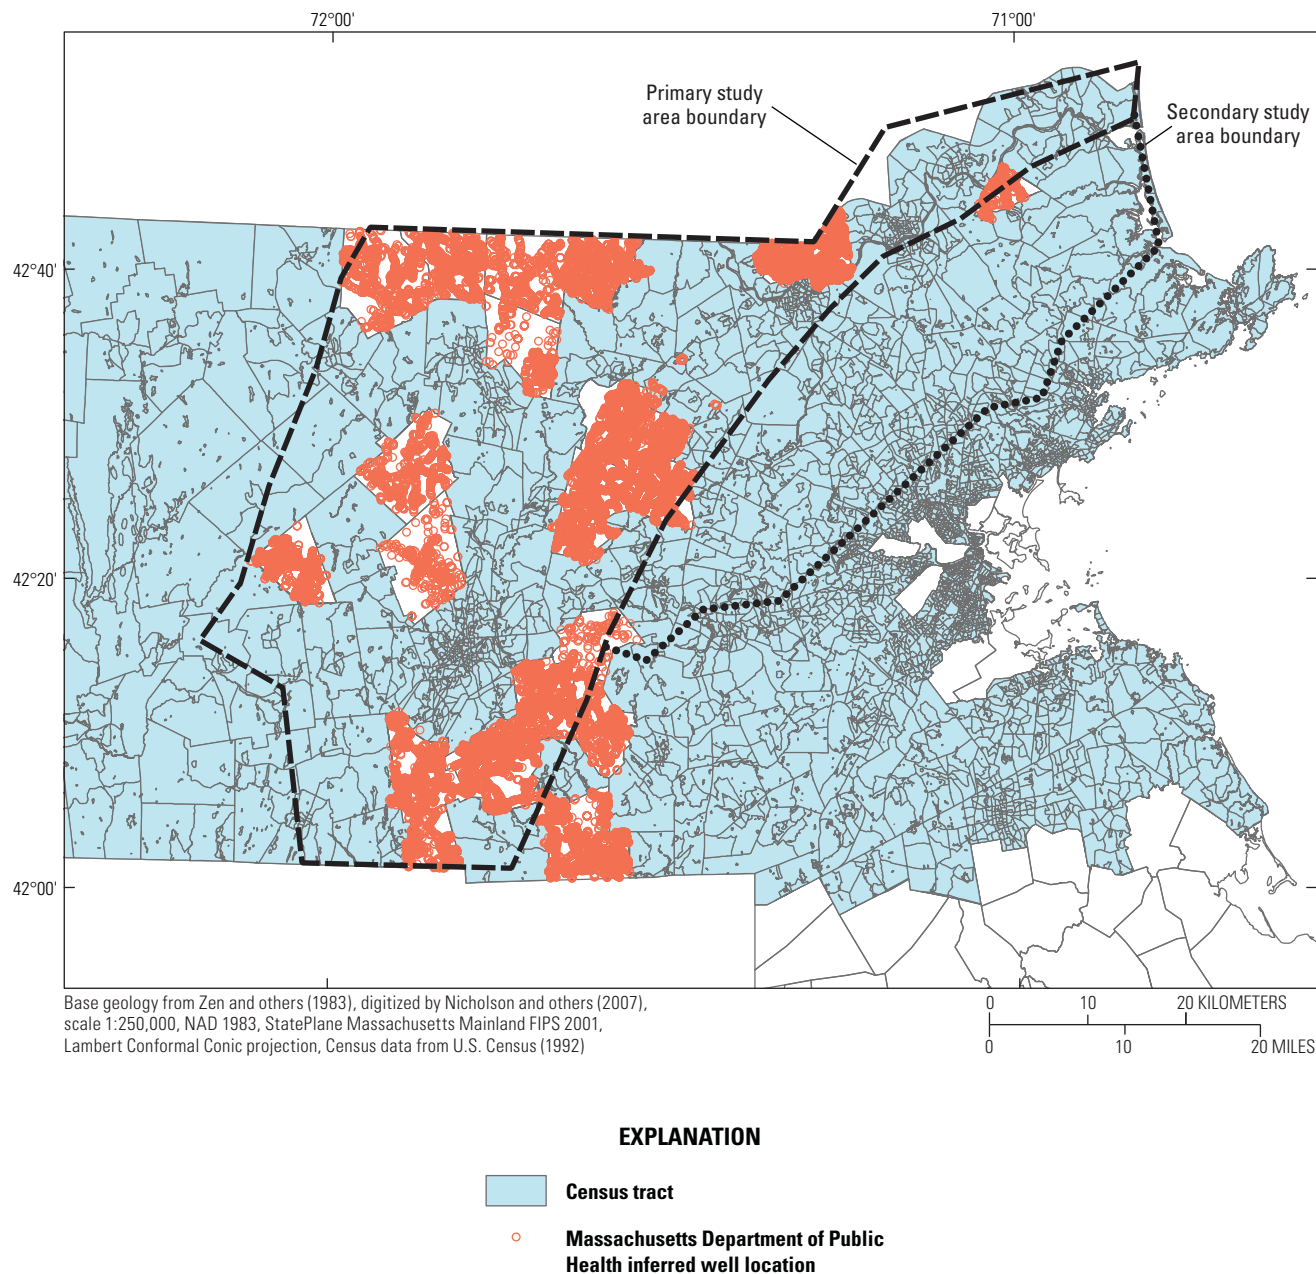 72°00'
71°00'
Primary study
area boundary
Secondary study
area boundary
42°40'
42°20'
42°00'
Base geology from Zen and others (1983), digitized by Nicholson and others (2007),
scale 1:250,000, NAD 1983, StatePlane Massachusetts Mainland FIPS 2001,
Lambert Conformal Conic projection, Census data from U.S. Census (1992)
0 10 20 KILOMETERS
0 10 20 MILES
EXPLANATION
Census tract
Massachusetts Department of Public
Health inferred well location